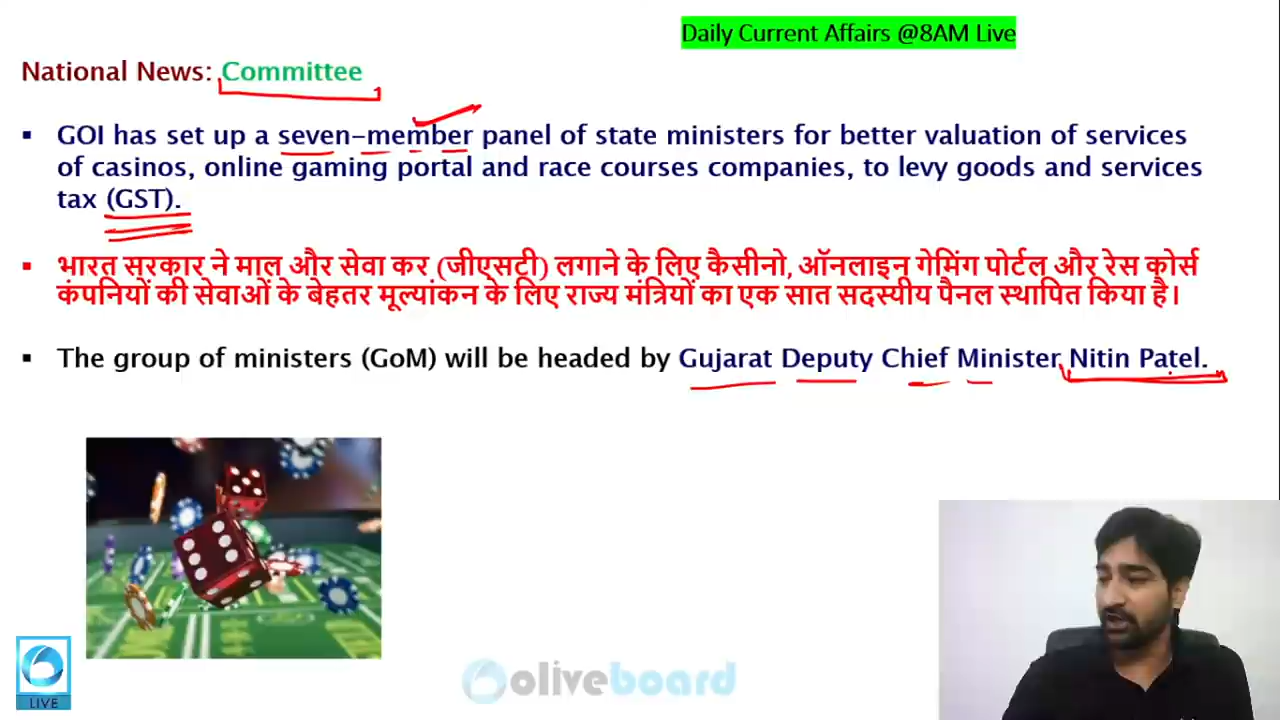 Daily Current Affairs @8AM Live
National News: Committee
▪ GOI has set up a seven-member panel of state ministers for better valuation of services
of casinos, online gaming portal and race courses companies, to levy goods and services
tax (GST).
▪ भारत सरकार ने माल और सेवा कर (जीएसटी) लगाने के लिए कैसीनो, ऑनलाइन गेमिंग पोर्टल और रेस कोर्स
कंपनियों की सेवाओं के बेहतर मूल्यांकन के लिए राज्य मंत्रियों का एक सात सदस्यीय पैनल स्थापित किया है।
▪ The group of ministers (GoM) will be headed by Gujarat Deputy Chief Minister Nitin Patel.
LIVE
oliveboard